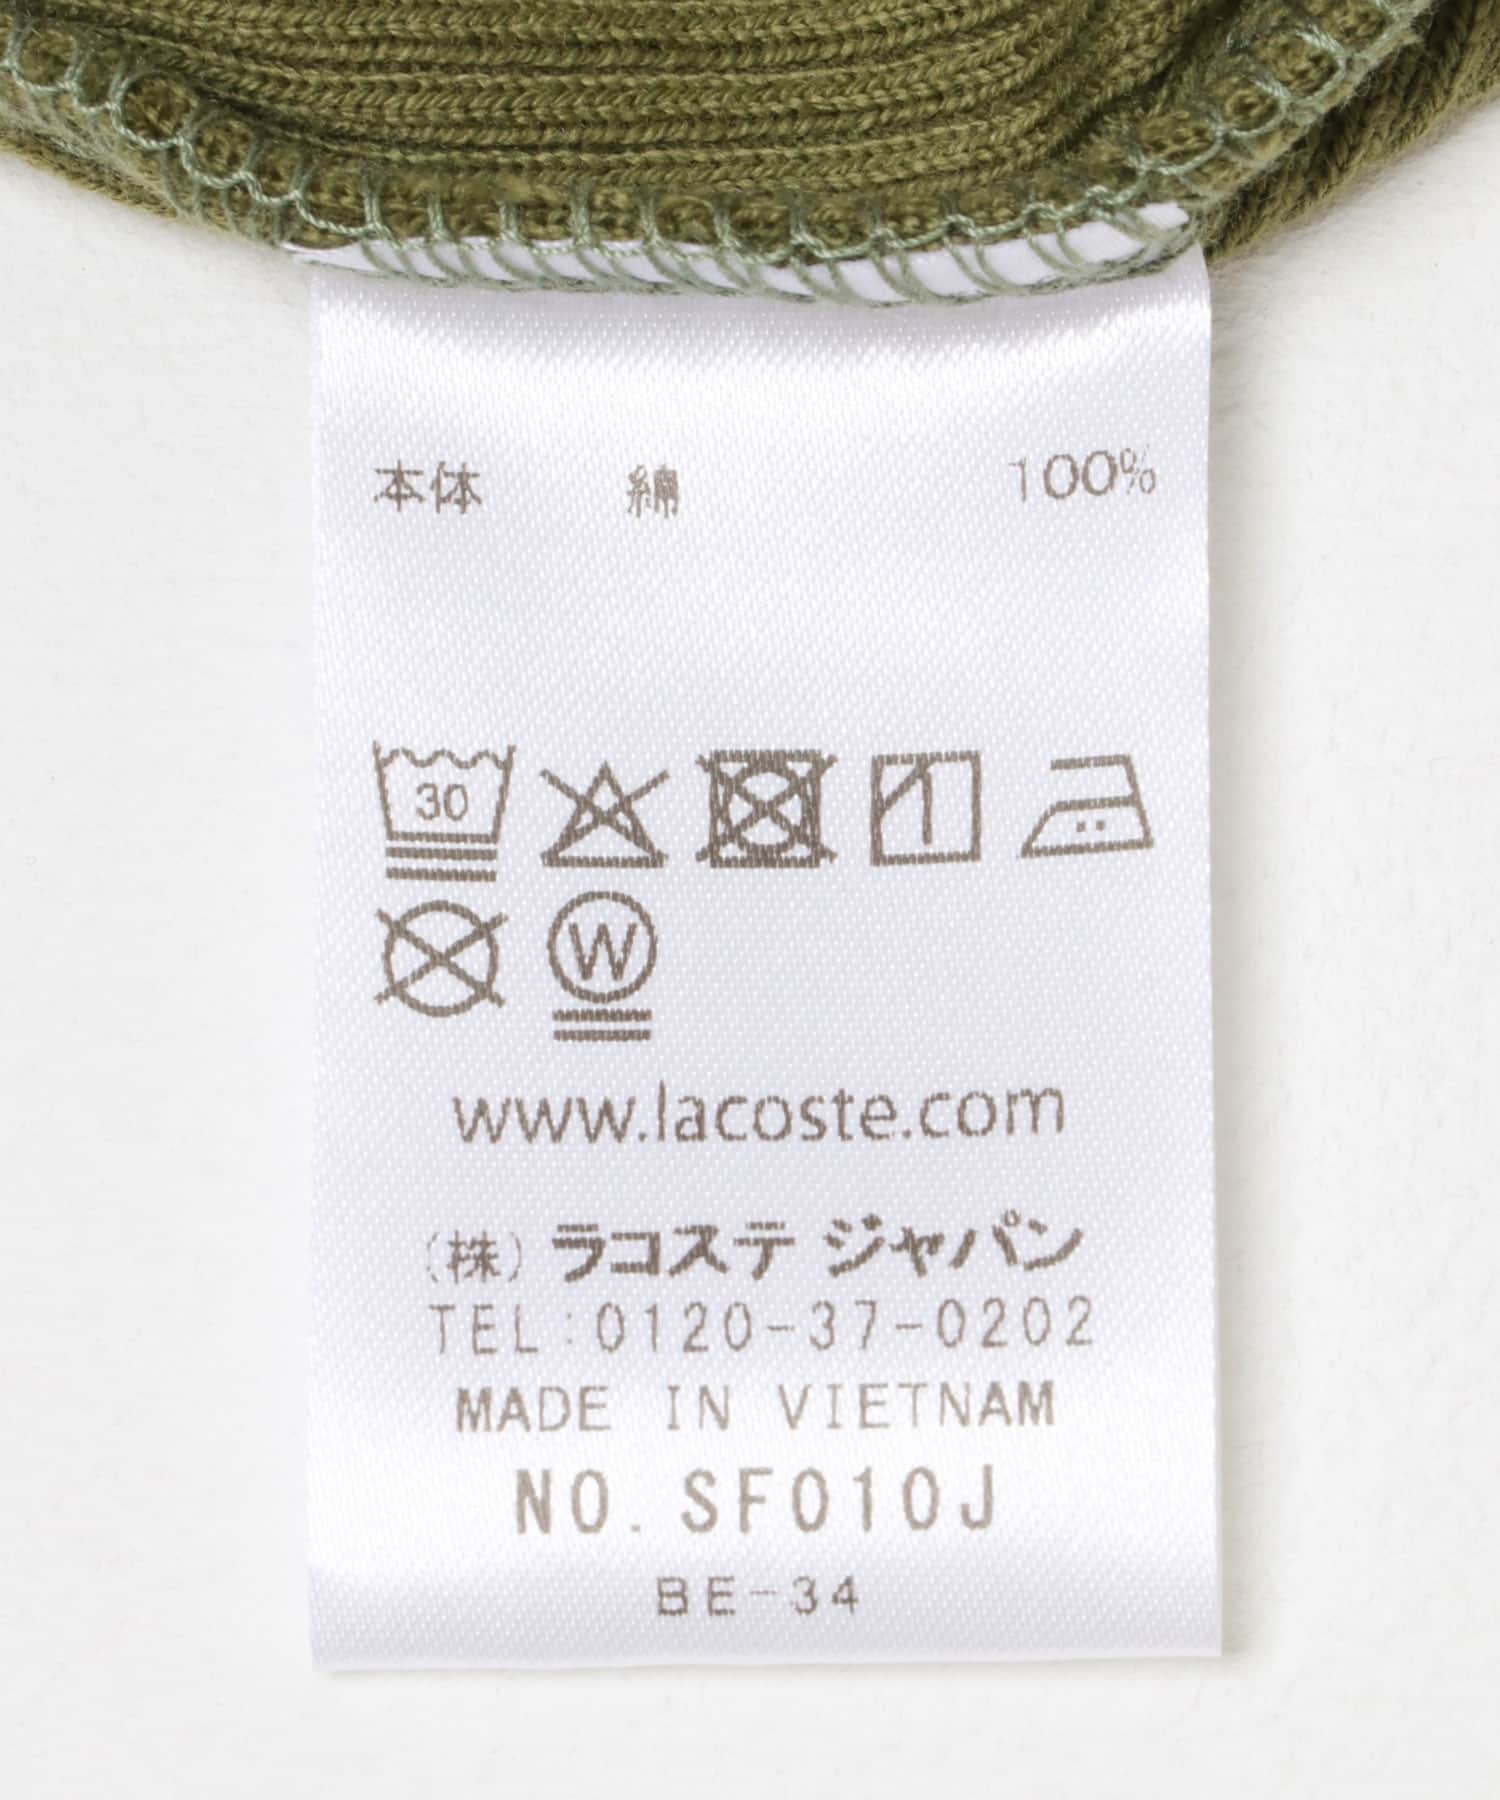 本体 綿 100%
30
W
www.lacoste.com
(株) ラコステ ジャパン
TEL:0120-37-0202
MADE IN VIETNAM
NO. SF010J
BE-34